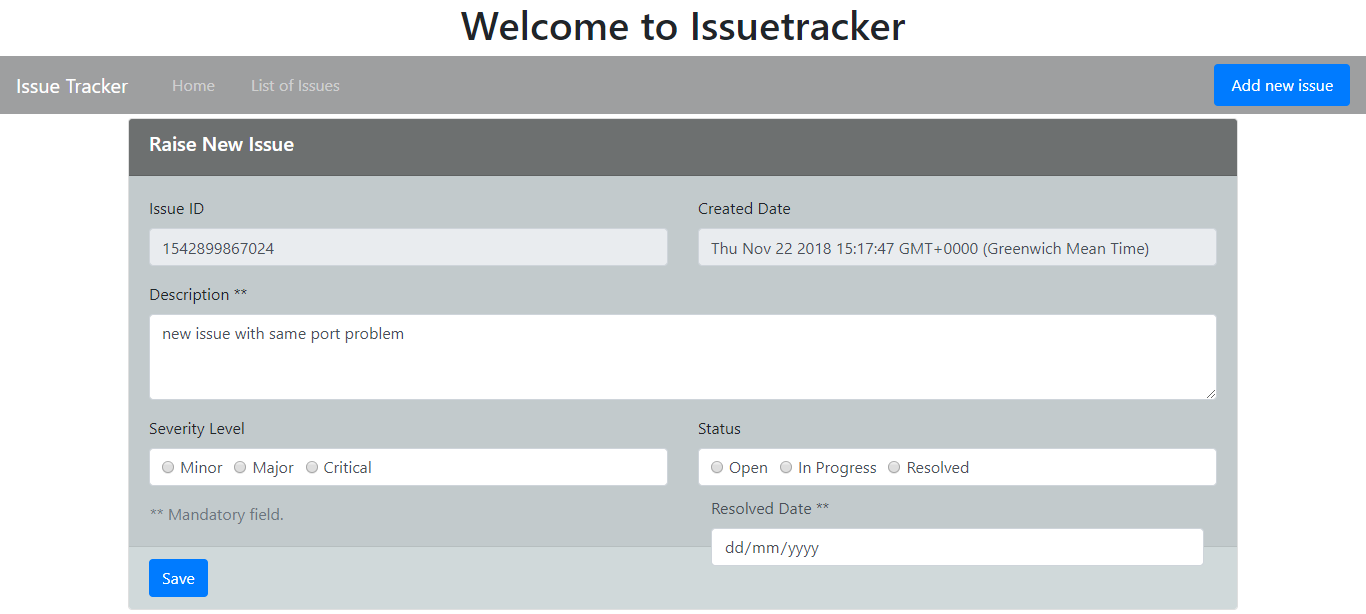 Welcome to Issuetracker
Issue Tracker Home List of Issues Add new issue
Raise New Issue
Issue ID Created Date
1542899867024 Thu Nov 22 2018 15:17:47 GMT+0000 (Greenwich Mean Time)
Description **
new issue with same port problem
Severity Level Status
Minor Major Critical Open In Progress Resolved
** Mandatory field. Resolved Date **
dd/mm/yyyy
Save